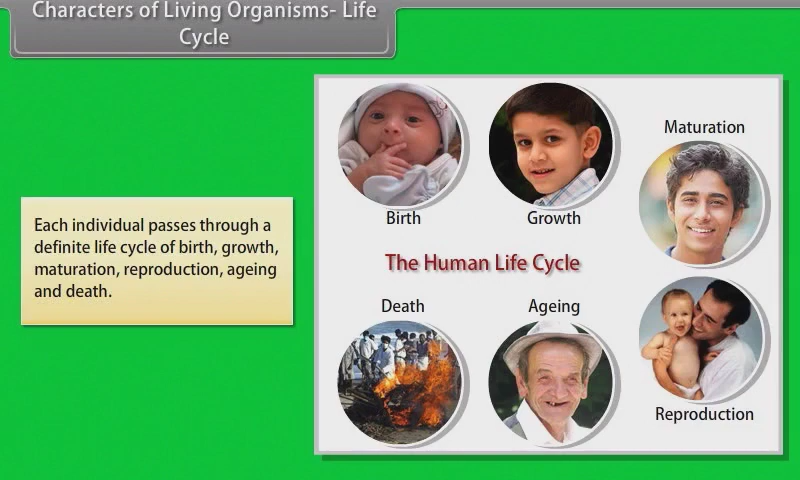 Characters of Living Organisms- Life
Cycle
Each individual passes through a
definite life cycle of birth, growth,
maturation, reproduction, ageing
and death.
Birth
Growth
Maturation
The Human Life Cycle
Death
Ageing
Reproduction